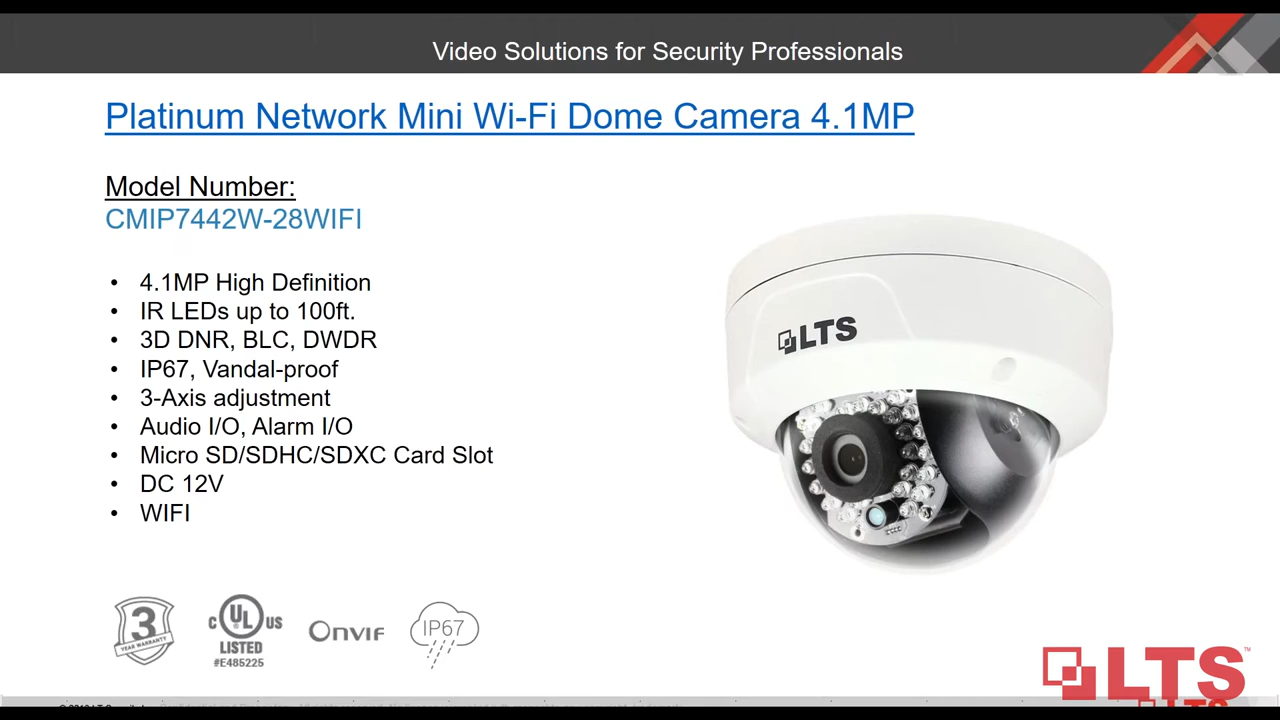 Video Solutions for Security Professionals
Platinum Network Mini Wi-Fi Dome Camera 4.1MP
Model Number:
CMIP7442W-28WIFI
• 4.1MP High Definition
• IR LEDs up to 100ft.
• 3D DNR, BLC, DWDR
• IP67, Vandal-proof
• 3-Axis adjustment
• Audio I/O, Alarm I/O
• Micro SD/SDHC/SDXC Card Slot
• DC 12V
• WIFI
LTS
3
YEAR WARRANTY
C UL US
LISTED
#E485225
ONVIF
IP67
LTS™
LTS